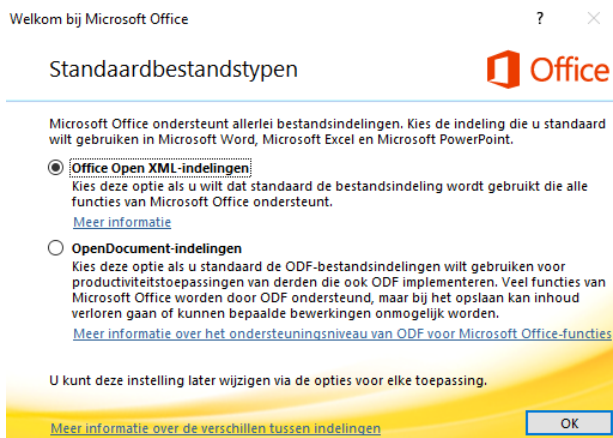 Welkom bij Microsoft Office
?
Standaardbestandstypen
Office
Microsoft Office ondersteunt allerlei bestandsindelingen. Kies de indeling die u standaard
wilt gebruiken in Microsoft Word, Microsoft Excel en Microsoft PowerPoint.
Office Open XML-indelingen
Kies deze optie als u wilt dat standaard de bestandsindeling wordt gebruikt die alle
functies van Microsoft Office ondersteunt.
Meer informatie
OpenDocument-indelingen
Kies deze optie als u standaard de ODF-bestandsindelingen wilt gebruiken voor
productiviteitstoepassingen van derden die ook ODF implementeren. Veel functies van
Microsoft Office worden door ODF ondersteund, maar bij het opslaan kan inhoud
verloren gaan of kunnen bepaalde bewerkingen onmogelijk worden.
Meer informatie over het ondersteuningsniveau van ODF voor Microsoft Office-functies
U kunt deze instelling later wijzigen via de opties voor elke toepassing.
Meer informatie over de verschillen tussen indelingen
OK